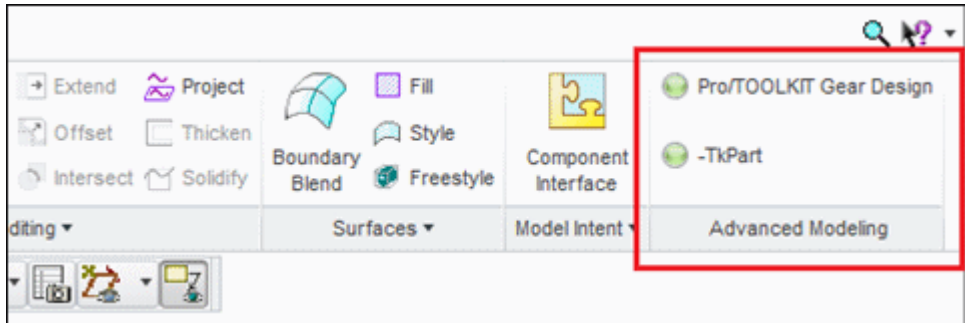 Extend
Project
Fill
Pro/TOOLKIT Gear Design
Offset
Thicken
Boundary
Blend
Style
Component
Interface
-TkPart
Intersect
Solidify
Freestyle
diting
Surfaces
Model Intent
Advanced Modeling